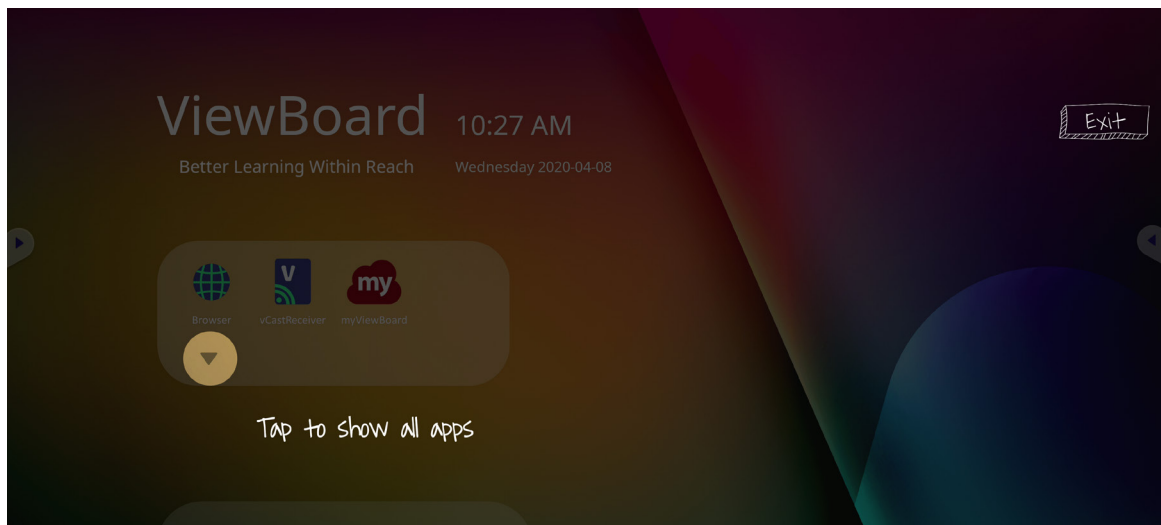 ViewBoard 10:27 AM
Better Learning Within Reach Wednesday 2020-04-08
Exit
V my
Browser vCastReceiver myViewBoard
Tap to show all apps